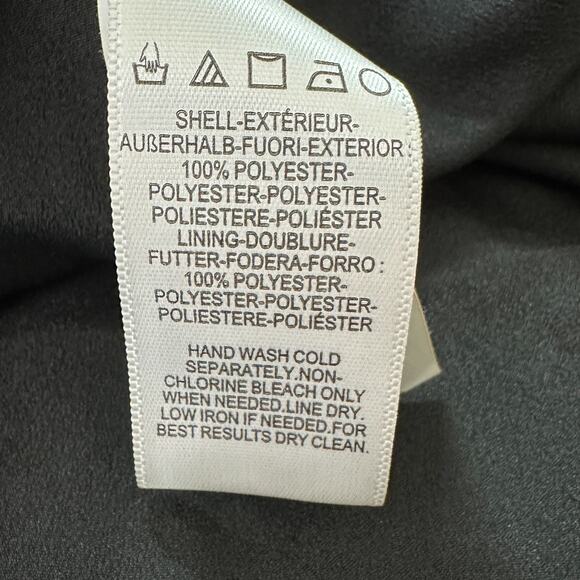 SHELL-EXTÉRIEUR-
AUßERHALB-FUORI-EXTERIOR:
100% POLYESTER-
POLYESTER-POLYESTER-
POLIESTERE-POLIÉSTER
LINING-DOUBLURE-
FUTTER-FODERA-FORRO:
100% POLYESTER-
POLYESTER-POLYESTER-
POLIESTERE-POLIÉSTER
HAND WASH COLD
SEPARATELY.NON-
CHLORINE BLEACH ONLY
WHEN NEEDED.LINE DRY.
LOW IRON IF NEEDED.FOR
BEST RESULTS DRY CLEAN.